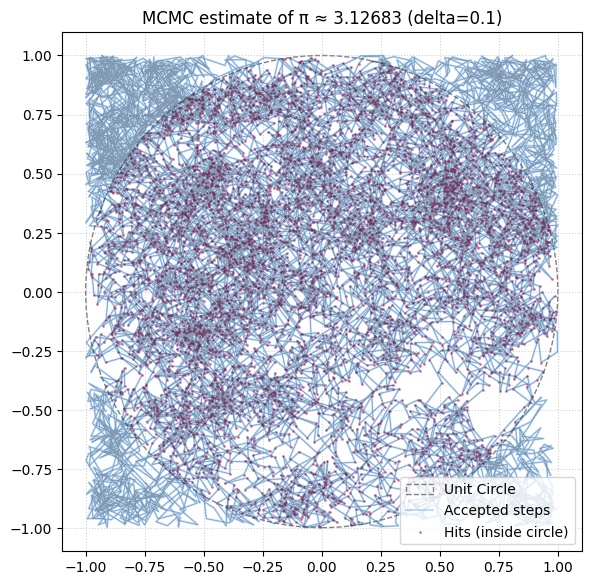 MCMC estimate of π ≈ 3.12683 (delta=0.1)
1.00
0.75
0.50
0.25
0.00
−0.25
−0.50
−0.75
−1.00
Unit Circle
Accepted steps
Hits (inside circle)
−1.00 −0.75 −0.50 −0.25 0.00 0.25 0.50 0.75 1.00